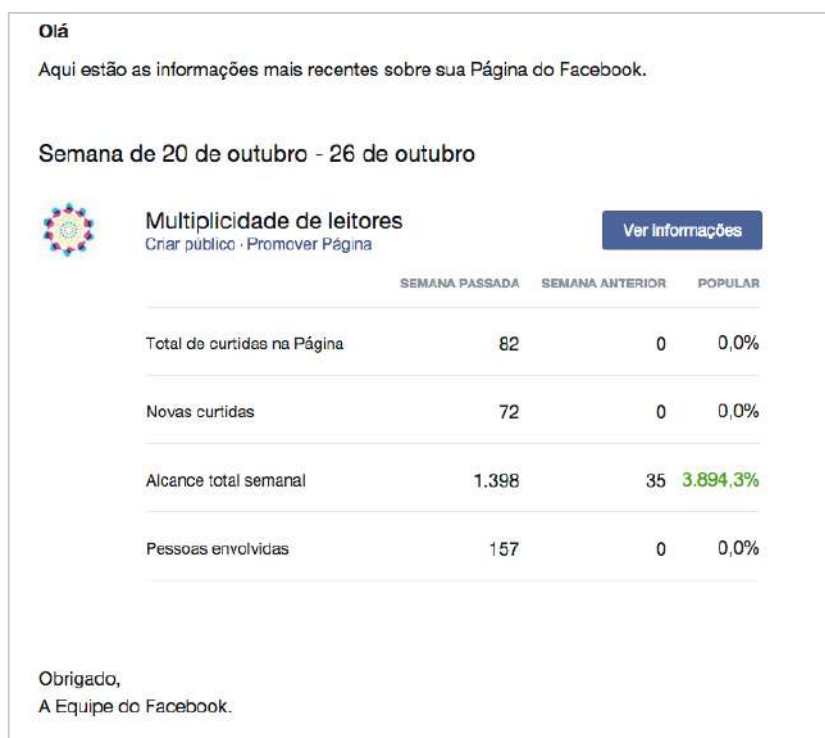 Olá
Aqui estão as informações mais recentes sobre sua Página do Facebook.
Semana de 20 de outubro - 26 de outubro
Multiplicidade de leitores
Criar público · Promover Página
Ver Informações
SEMANA PASSADA SEMANA ANTERIOR POPULAR
Total de curtidas na Página 82 0 0,0%
Novas curtidas 72 0 0,0%
Alcance total semanal 1.398 35 3.894,3%
Pessoas envolvidas 157 0 0,0%
Obrigado,
A Equipe do Facebook.